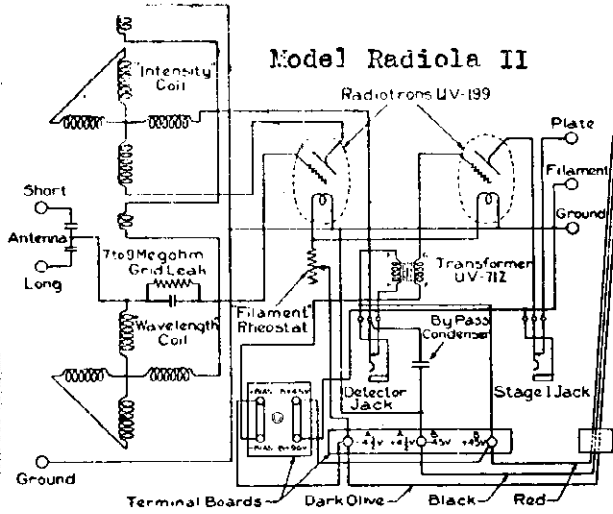 Model Radiola II
"Intensity"
Coil
Radiotrons UV-199
Plate
Filament
Ground
Short
Antenna
Long
7 to 9 Megohm
Grid Leak
"Wavelength"
Coil
Filament
Rheostat
Transformer
UV-712
By Pass
Condenser
Detector
Jack
Stage 1 Jack
Ground
Terminal Boards
Dark Olive
Black
Red
A
-4½V
A
+4½V
B
-45V
B
+45V